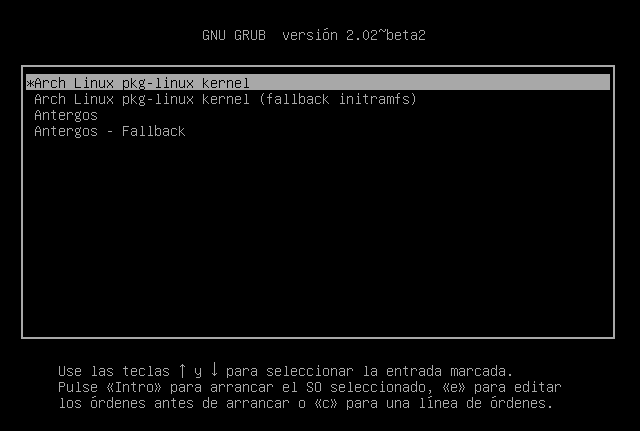 GNU GRUB  versión 2.02~beta2
*Arch Linux pkg-linux kernel
Arch Linux pkg-linux kernel (fallback initramfs)
Antergos
Antergos - Fallback
Use las teclas ↑ y ↓ para seleccionar la entrada marcada.
Pulse «Intro» para arrancar el SO seleccionado, «e» para editar
los órdenes antes de arrancar o «c» para una línea de órdenes.